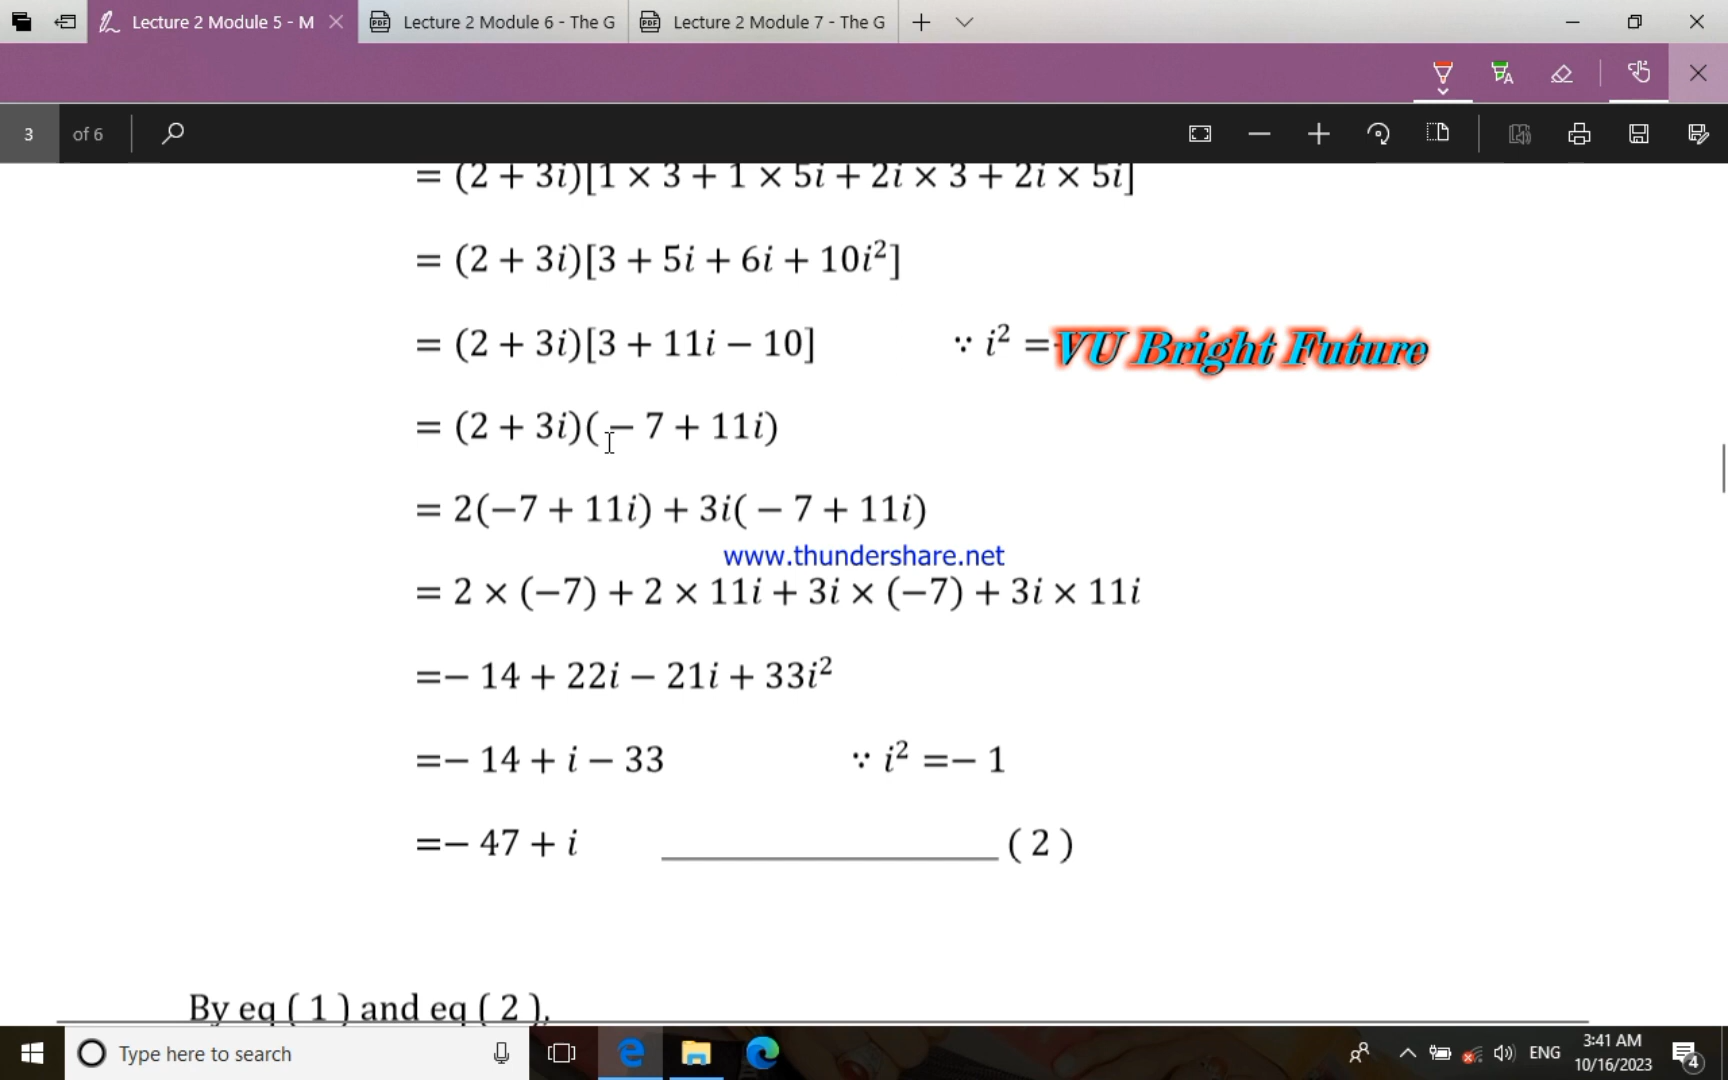 Lecture 2 Module 5 - M
Lecture 2 Module 6 - The G
Lecture 2 Module 7 - The G
3 of 6
= (2 + 3i)[1 × 3 + 1 × 5i + 2i × 3 + 2i × 5i]
= (2 + 3i)[3 + 5i + 6i + 10i²]
= (2 + 3i)[3 + 11i − 10] ∵ i² =
VU Bright Future
= (2 + 3i)(− 7 + 11i)
= 2(−7 + 11i) + 3i( − 7 + 11i)
www.thundershare.net
= 2 × (−7) + 2 × 11i + 3i × (−7) + 3i × 11i
=− 14 + 22i − 21i + 33i²
=− 14 + i − 33 ∵ i² =− 1
=− 47 + i ( 2 )
By eq ( 1 ) and eq ( 2 ),
Type here to search
ENG
3:41 AM
10/16/2023
4